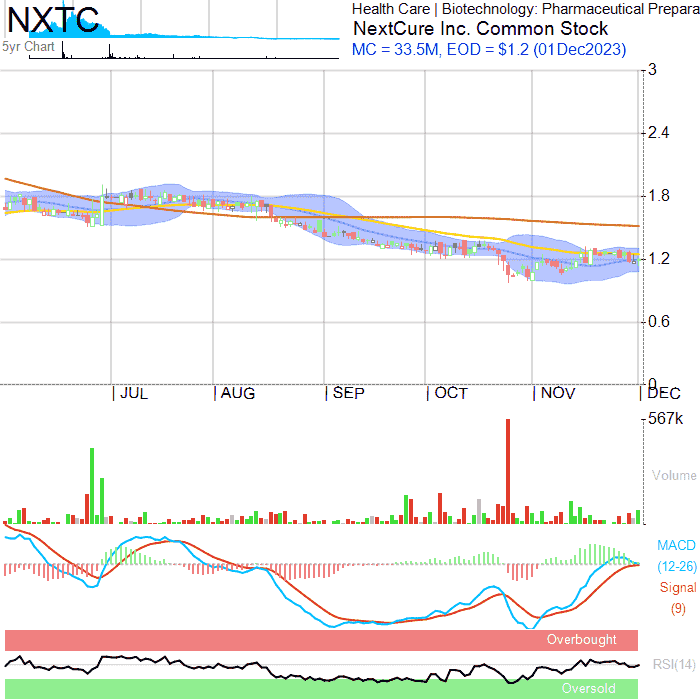 NXTC
5yr Chart
Health Care | Biotechnology: Pharmaceutical Prepara
NextCure Inc. Common Stock
MC = 33.5M, EOD = $1.2 (01Dec2023)
3
2.4
1.8
1.2
0.6
0
JUL AUG SEP OCT NOV DEC
567k
Volume
MACD
(12-26)
Signal
(9)
Overbought
RSI(14)
Oversold